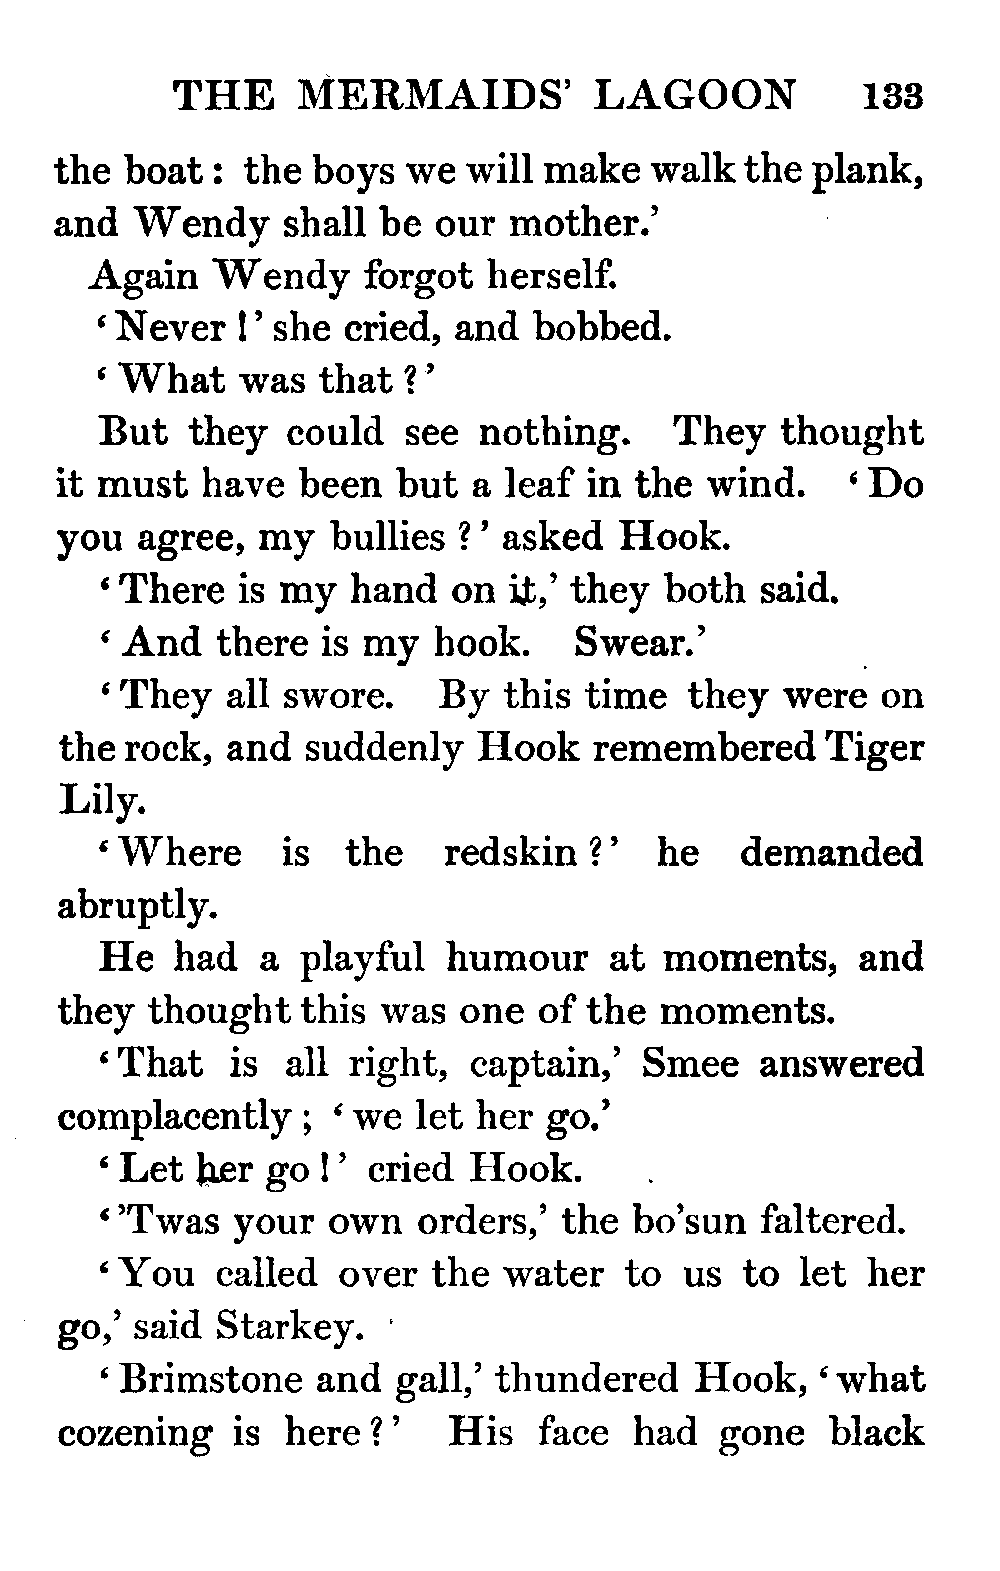 THE MERMAIDS' LAGOON 133
the boat: the boys we will make walk the plank,
and Wendy shall be our mother.'
Again Wendy forgot herself.
'Never!' she cried, and bobbed.
'What was that?'
But they could see nothing. They thought
it must have been but a leaf in the wind. 'Do
you agree, my bullies?' asked Hook.
'There is my hand on it,' they both said.
'And there is my hook. Swear.'
'They all swore. By this time they were on
the rock, and suddenly Hook remembered Tiger
Lily.
'Where is the redskin?' he demanded
abruptly.
He had a playful humour at moments, and
they thought this was one of the moments.
'That is all right, captain,' Smee answered
complacently; 'we let her go.'
'Let her go!' cried Hook.
''Twas your own orders,' the bo'sun faltered.
'You called over the water to us to let her
go,' said Starkey.
'Brimstone and gall,' thundered Hook, 'what
cozening is here?' His face had gone black